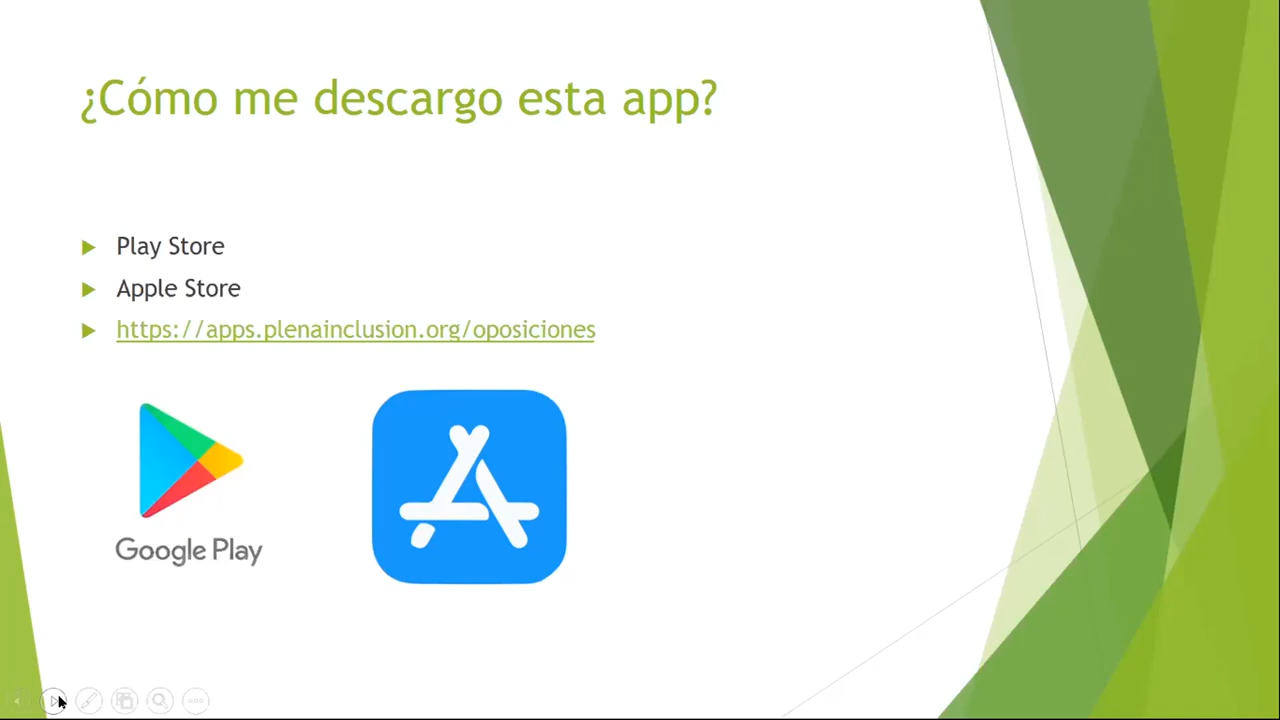 ¿Cómo me descargo esta app?
Play Store
Apple Store
https://apps.plenainclusion.org/oposiciones
Google Play